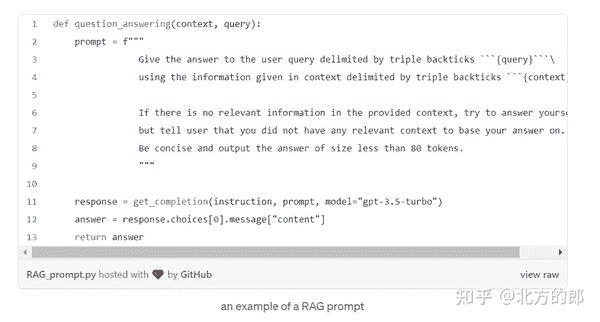 1 def question_answering(context, query):
2 prompt = f"""
3 Give the answer to the user query delimited by triple backticks ```{query}```\
4 using the information given in context delimited by triple backticks ```{context}
5
6 If there is no relevant information in the provided context, try to answer yourse
7 but tell user that you did not have any relevant context to base your answer on.
8 Be concise and output the answer of size less than 80 tokens.
9 """
10
11 response = get_completion(instruction, prompt, model="gpt-3.5-turbo")
12 answer = response.choices[0].message["content"]
13 return answer
RAG_prompt.py hosted with ❤ by GitHub view raw
an example of a RAG prompt
知乎 @北方的郎